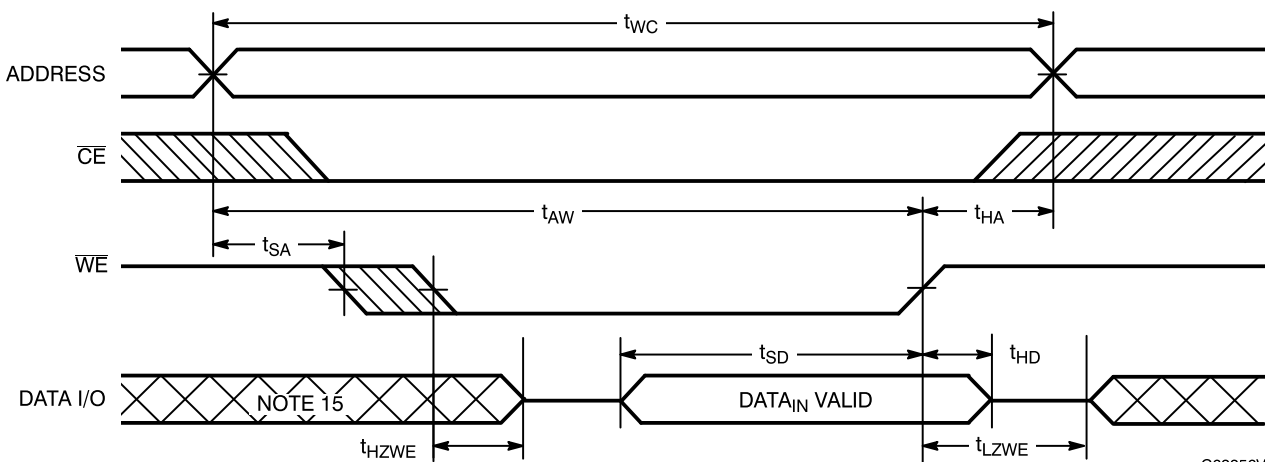 tWC
ADDRESS
CE
tAW
tHA
tSA
WE
tSD
tHD
DATA I/O
NOTE 15
DATAIN VALID
tHZWE
tLZWE